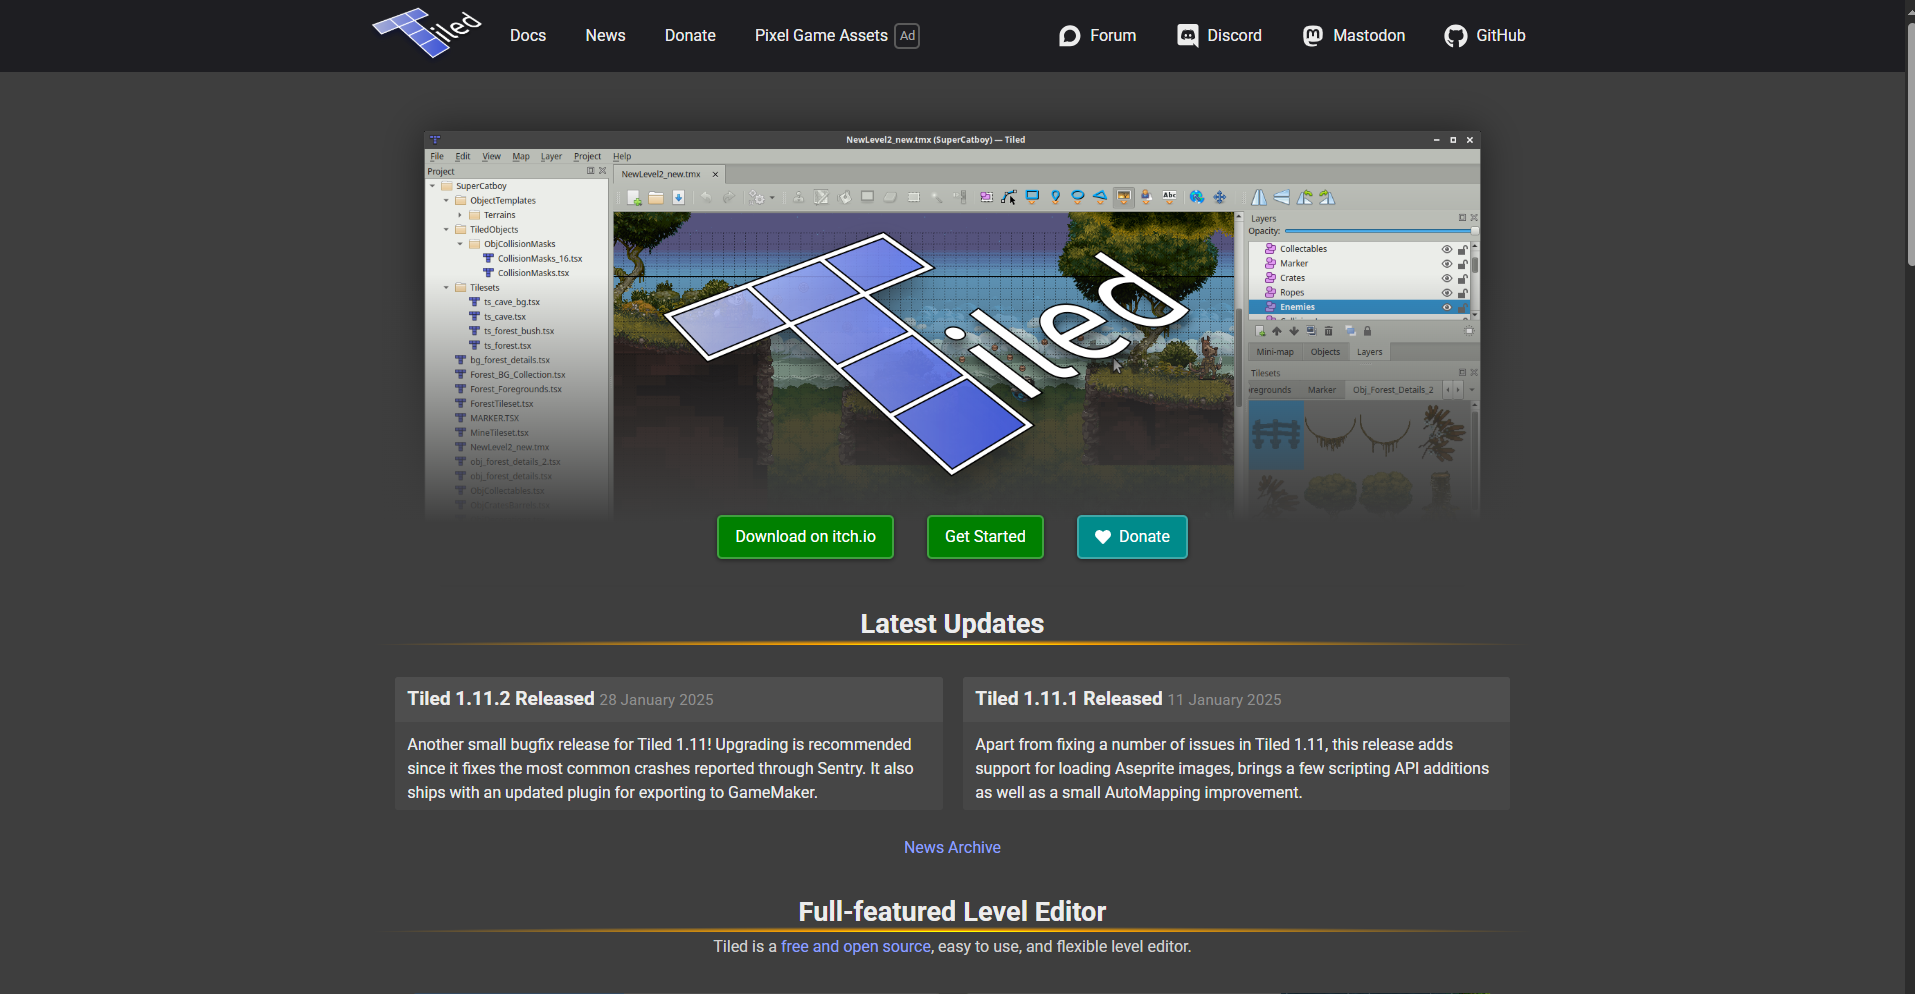 Tiled
Docs
News
Donate
Pixel Game Assets Ad
Forum
Discord
Mastodon
GitHub
NewLevel2_new.tmx (SuperCatboy) — Tiled
File Edit View Map Layer Project Help
Project
SuperCatboy
ObjectTemplates
Terrains
TiledObjects
ObjCollisionMasks
CollisionMasks_16.tsx
CollisionMasks.tsx
Tilesets
ts_cave_bg.tsx
ts_cave.tsx
ts_forest_bush.tsx
ts_forest.tsx
bg_forest_details.tsx
Forest_BG_Collection.tsx
Forest_Foregrounds.tsx
ForestTileset.tsx
MARKER.TSX
MineTileset.tsx
NewLevel2_new.tmx
obj_forest_details_2.tsx
obj_forest_details.tsx
ObjCollectables.tsx
NewLevel2_new.tmx
Abc
Tiled
Layers
Opacity:
Collectables
Marker
Crates
Ropes
Enemies
Mini-map Objects Layers
Tilesets
regrounds Marker Obj_Forest_Details_2
Download on itch.io
Get Started
Donate
Latest Updates
Tiled 1.11.2 Released 28 January 2025
Another small bugfix release for Tiled 1.11! Upgrading is recommended
since it fixes the most common crashes reported through Sentry. It also
ships with an updated plugin for exporting to GameMaker.
Tiled 1.11.1 Released 11 January 2025
Apart from fixing a number of issues in Tiled 1.11, this release adds
support for loading Aseprite images, brings a few scripting API additions
as well as a small AutoMapping improvement.
News Archive
Full-featured Level Editor
Tiled is a free and open source, easy to use, and flexible level editor.